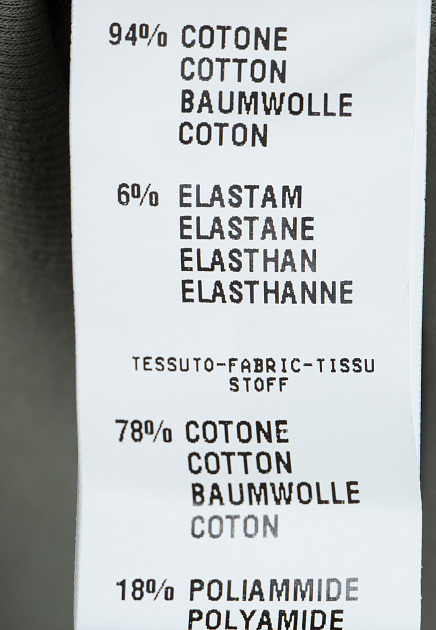 94% COTONE
COTTON
BAUMWOLLE
COTON
6% ELASTAM
ELASTANE
ELASTHAN
ELASTHANNE
TESSUTO-FABRIC-TISSU
STOFF
78% COTONE
COTTON
BAUMWOLLE
COTON
18% POLIAMMIDE
POLYAMIDE